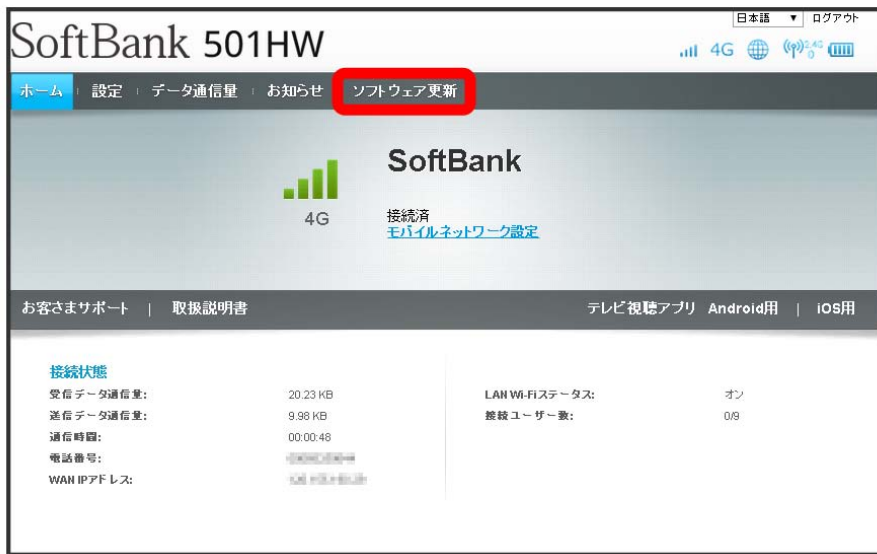 日本語 ▼ ログアウト
SoftBank 501HW
4G 2.4G 0
ホーム 設定 データ通信量 お知らせ ソフトウェア更新
SoftBank
4G
接続済
モバイルネットワーク設定
お客さまサポート | 取扱説明書 テレビ視聴アプリ Android用 | iOS用
接続状態
受信データ通信量: 20.23 KB LAN Wi-Fiステータス: オン
送信データ通信量: 9.98 KB 接続ユーザー数: 0/9
通信時間: 00:00:48
電話番号:
WAN IPアドレス: